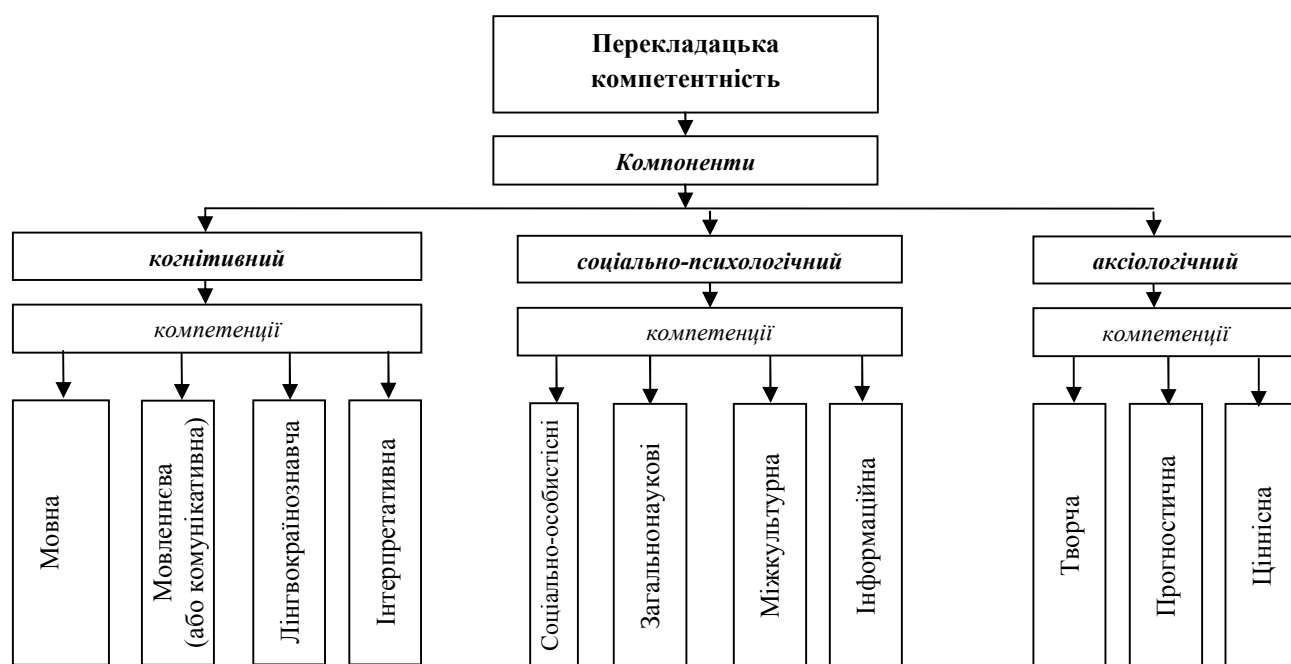 Перекладацька
компетентність
Компоненти
когнітивний
соціально-психологічний
аксіологічний
компетенції
компетенції
компетенції
Мовна
Мовленнєва
(або комунікативна)
Лінгвокраїнознавча
Інтерпретативна
Соціально-особистісні
Загальнонаукові
Міжкультурна
Інформаційна
Творча
Прогностична
Ціннісна